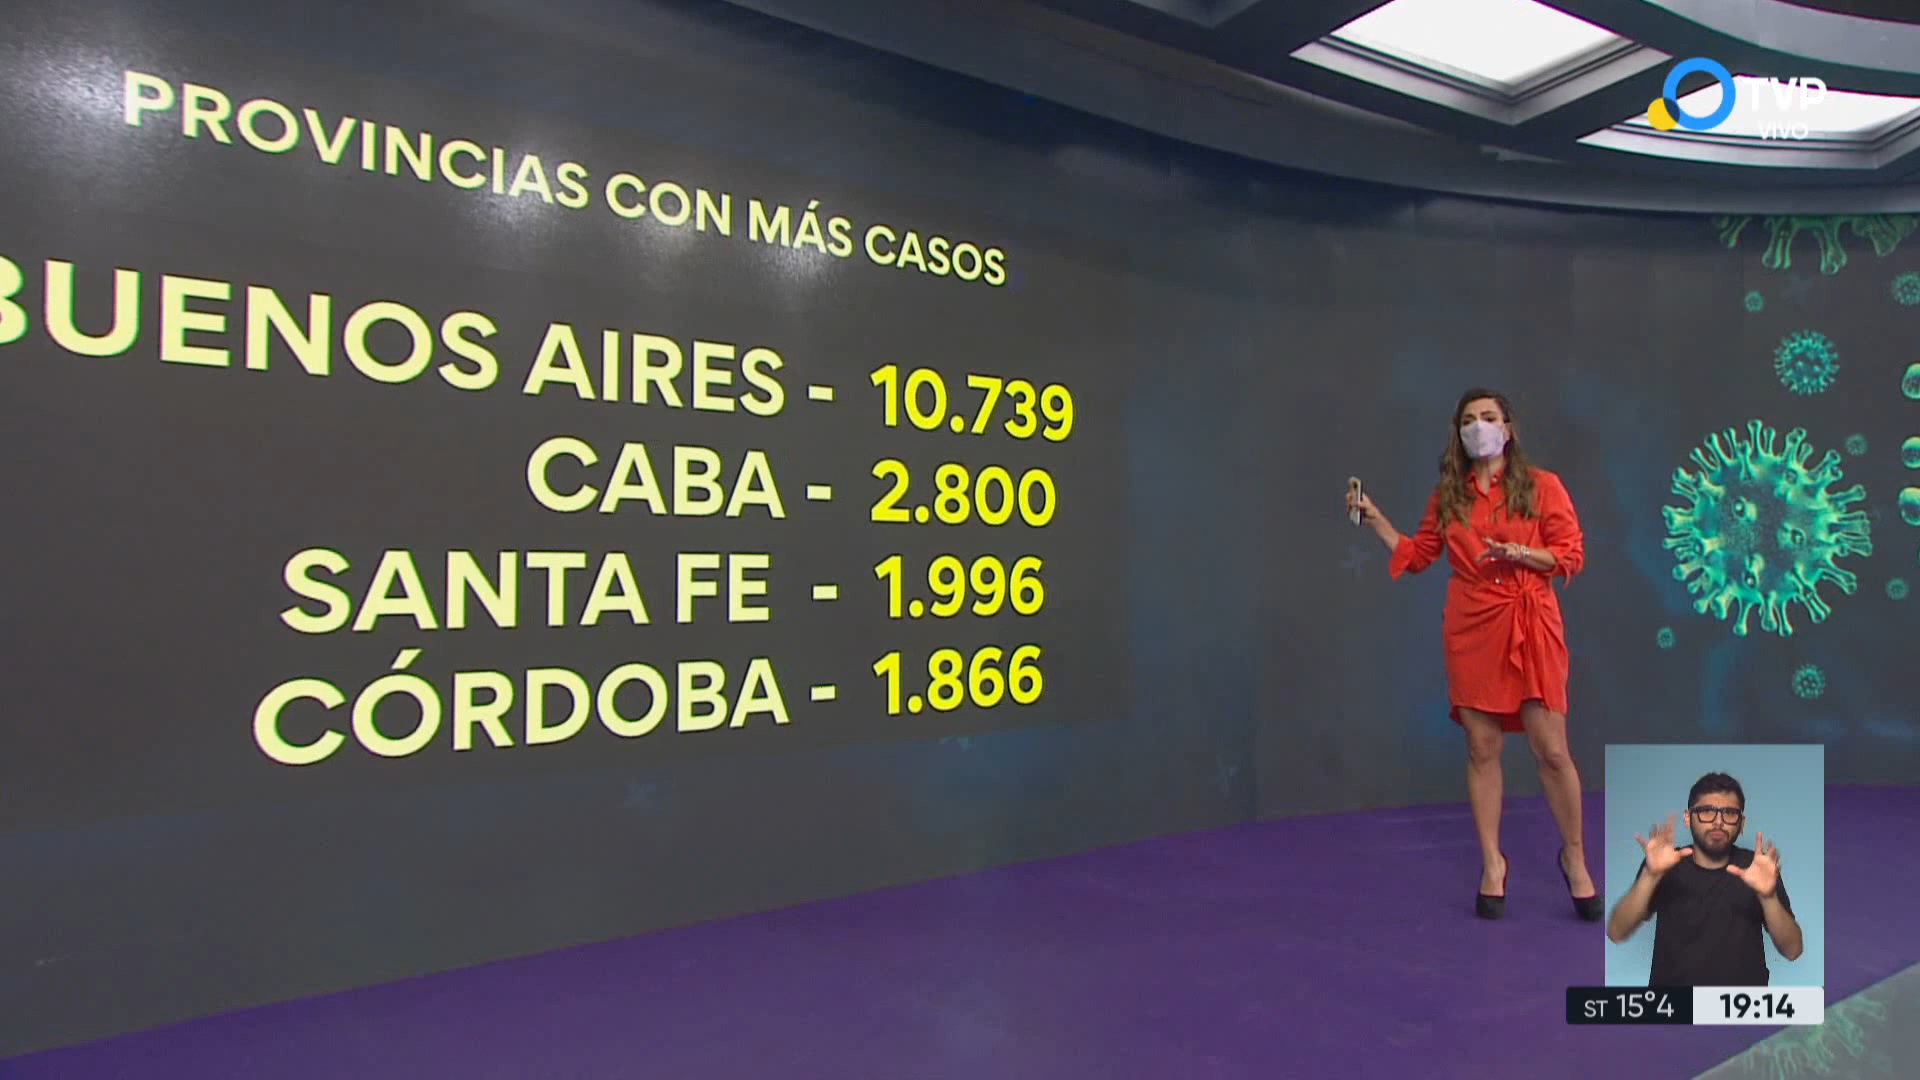 PROVINCIAS CON MÁS CASOS
BUENOS AIRES - 10.739
CABA - 2.800
SANTA FE - 1.996
CÓRDOBA - 1.866
TVP
VIVO
ST 15°4 19:14